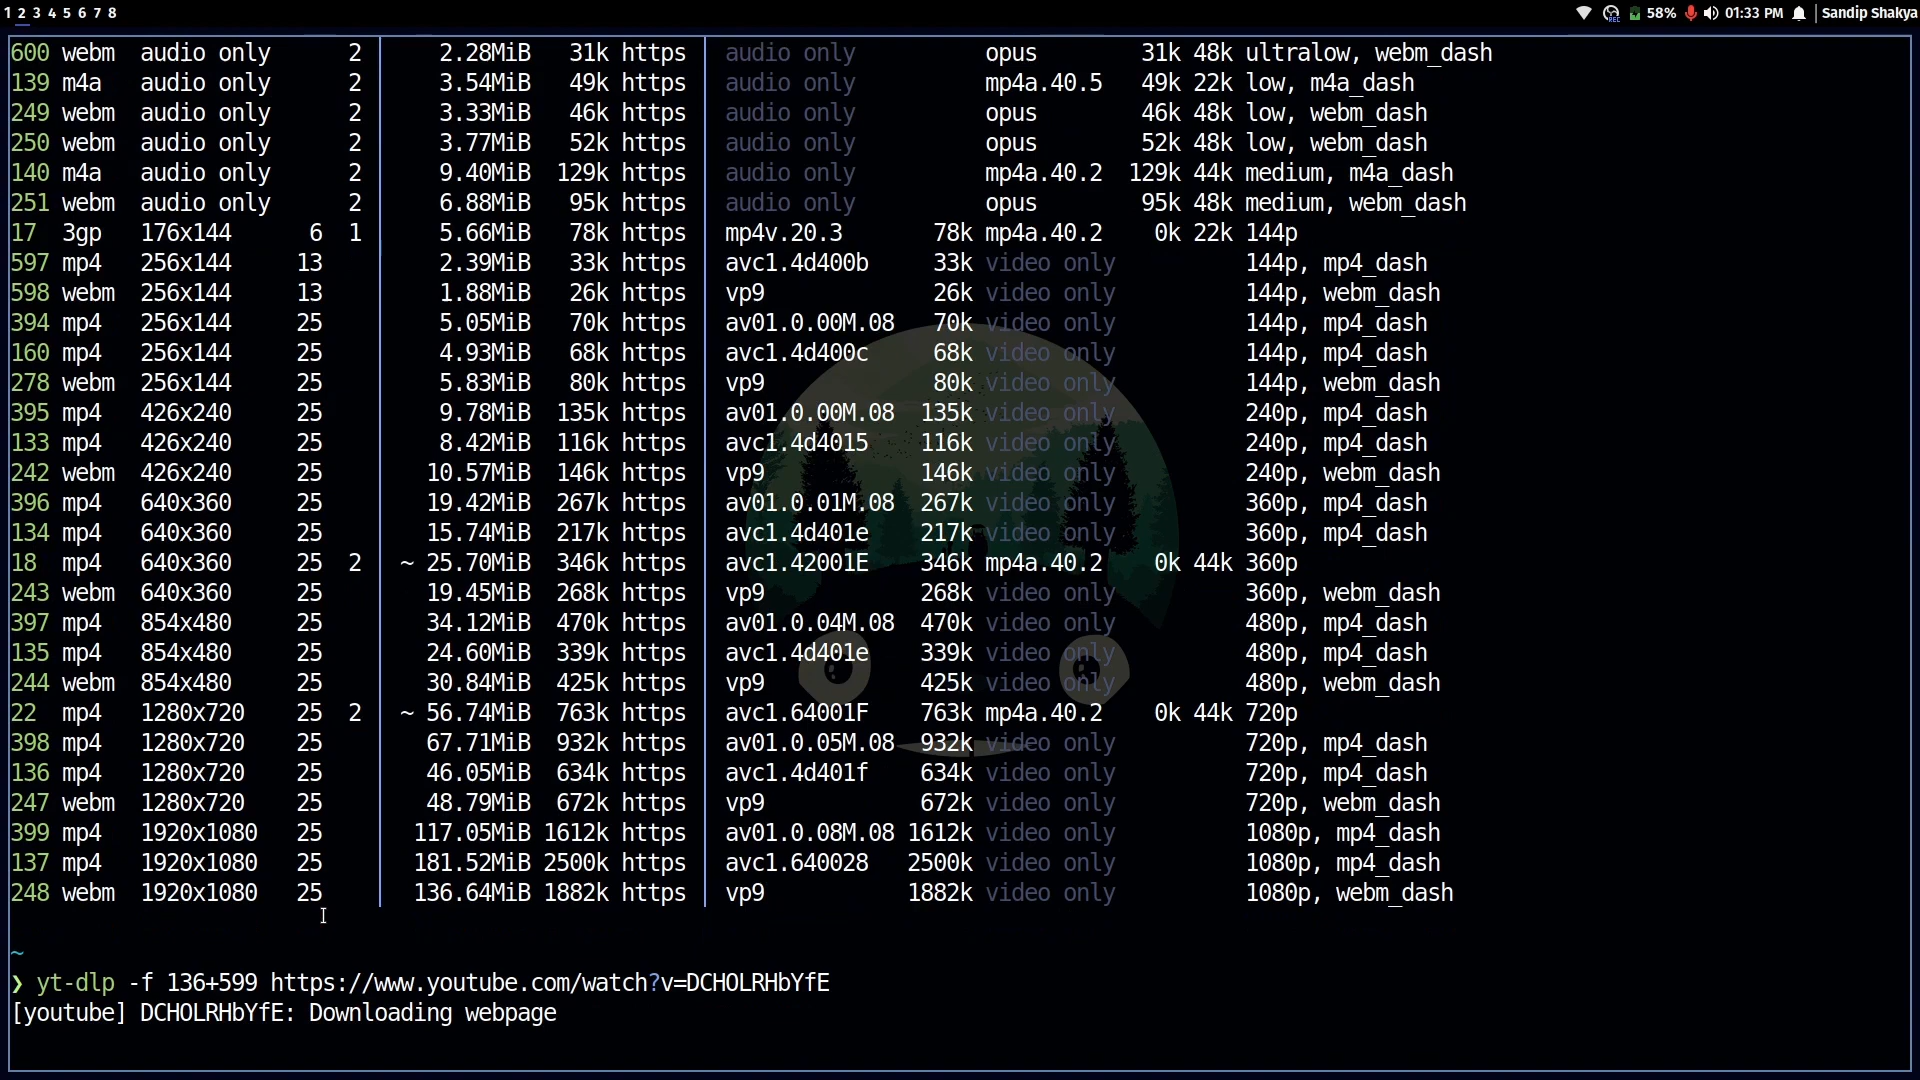 1 2 3 4 5 6 7 8 REC 58% 01:33 PM Sandip Shakya
600 webm audio only 2 2.28MiB 31k https audio only opus 31k 48k ultralow, webm_dash
139 m4a audio only 2 3.54MiB 49k https audio only mp4a.40.5 49k 22k low, m4a_dash
249 webm audio only 2 3.33MiB 46k https audio only opus 46k 48k low, webm_dash
250 webm audio only 2 3.77MiB 52k https audio only opus 52k 48k low, webm_dash
140 m4a audio only 2 9.40MiB 129k https audio only mp4a.40.2 129k 44k medium, m4a_dash
251 webm audio only 2 6.88MiB 95k https audio only opus 95k 48k medium, webm_dash
17 3gp 176x144 6 1 5.66MiB 78k https mp4v.20.3 78k mp4a.40.2 0k 22k 144p
597 mp4 256x144 13 2.39MiB 33k https avc1.4d400b 33k video only 144p, mp4_dash
598 webm 256x144 13 1.88MiB 26k https vp9 26k video only 144p, webm_dash
394 mp4 256x144 25 5.05MiB 70k https av01.0.00M.08 70k video only 144p, mp4_dash
160 mp4 256x144 25 4.93MiB 68k https avc1.4d400c 68k video only 144p, mp4_dash
278 webm 256x144 25 5.83MiB 80k https vp9 80k video only 144p, webm_dash
395 mp4 426x240 25 9.78MiB 135k https av01.0.00M.08 135k video only 240p, mp4_dash
133 mp4 426x240 25 8.42MiB 116k https avc1.4d4015 116k video only 240p, mp4_dash
242 webm 426x240 25 10.57MiB 146k https vp9 146k video only 240p, webm_dash
396 mp4 640x360 25 19.42MiB 267k https av01.0.01M.08 267k video only 360p, mp4_dash
134 mp4 640x360 25 15.74MiB 217k https avc1.4d401e 217k video only 360p, mp4_dash
18 mp4 640x360 25 2 ~ 25.70MiB 346k https avc1.42001E 346k mp4a.40.2 0k 44k 360p
243 webm 640x360 25 19.45MiB 268k https vp9 268k video only 360p, webm_dash
397 mp4 854x480 25 34.12MiB 470k https av01.0.04M.08 470k video only 480p, mp4_dash
135 mp4 854x480 25 24.60MiB 339k https avc1.4d401e 339k video only 480p, mp4_dash
244 webm 854x480 25 30.84MiB 425k https vp9 425k video only 480p, webm_dash
22 mp4 1280x720 25 2 ~ 56.74MiB 763k https avc1.64001F 763k mp4a.40.2 0k 44k 720p
398 mp4 1280x720 25 67.71MiB 932k https av01.0.05M.08 932k video only 720p, mp4_dash
136 mp4 1280x720 25 46.05MiB 634k https avc1.4d401f 634k video only 720p, mp4_dash
247 webm 1280x720 25 48.79MiB 672k https vp9 672k video only 720p, webm_dash
399 mp4 1920x1080 25 117.05MiB 1612k https av01.0.08M.08 1612k video only 1080p, mp4_dash
137 mp4 1920x1080 25 181.52MiB 2500k https avc1.640028 2500k video only 1080p, mp4_dash
248 webm 1920x1080 25 136.64MiB 1882k https vp9 1882k video only 1080p, webm_dash
~
❯ yt-dlp -f 136+599 https://www.youtube.com/watch?v=DCHOLRHbYfE
[youtube] DCHOLRHbYfE: Downloading webpage